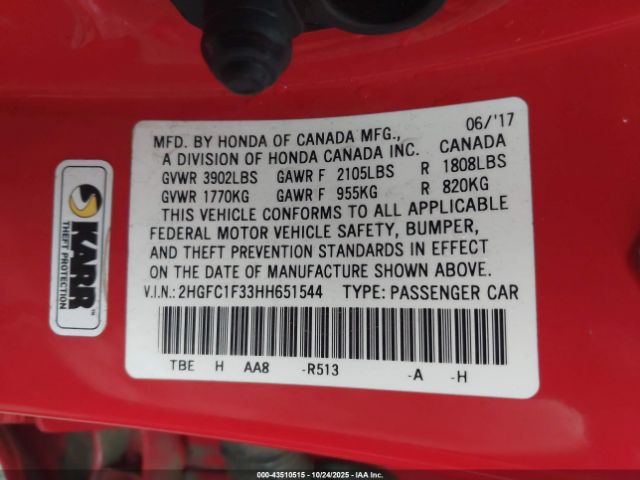 06/'17
MFD. BY HONDA OF CANADA MFG.,
A DIVISION OF HONDA CANADA INC. CANADA
GVWR 3902LBS GAWR F 2105LBS R 1808LBS
GVWR 1770KG GAWR F 955KG R 820KG
THIS VEHICLE CONFORMS TO ALL APPLICABLE
FEDERAL MOTOR VEHICLE SAFETY, BUMPER,
AND THEFT PREVENTION STANDARDS IN EFFECT
ON THE DATE OF MANUFACTURE SHOWN ABOVE.
V.I.N.: 2HGFC1F33HH651544 TYPE: PASSENGER CAR
TBE H AA8 -R513 -A -H
KARR
THEFT PROTECTION
000-43510515 - 10/24/2025 - IAA Inc.